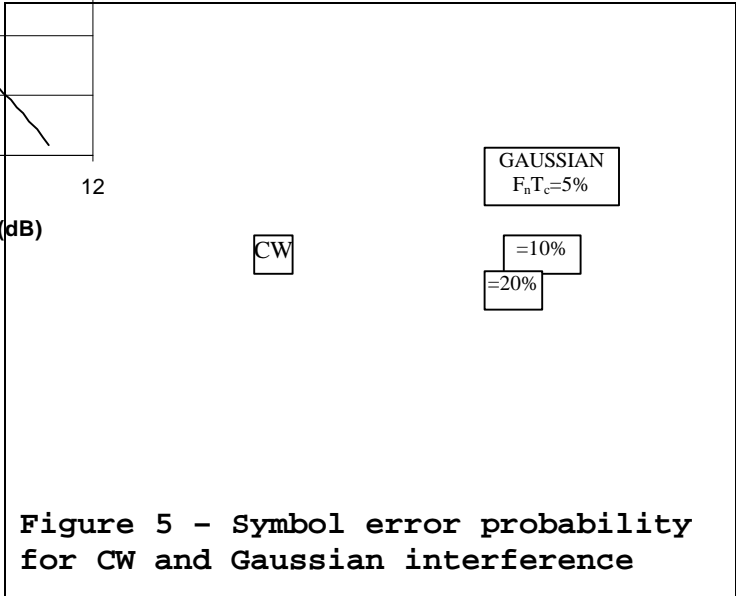 GAUSSIAN
FnTc=5%
12
(dB)
CW
=10%
=20%
Figure 5 – Symbol error probability
for CW and Gaussian interference